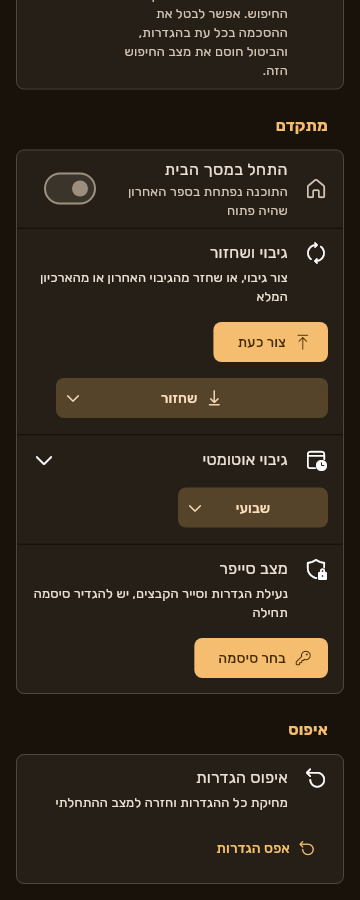 החיפוש. אפשר לבטל את
ההסכמה בכל עת בהגדרות,
והביטול חוסם את מצב החיפוש
הזה.
מתקדם
התחל במסך הבית
התוכנה נפתחת בספר האחרון
שהיה פתוח
גיבוי ושחזור
צור גיבוי, או שחזר מהגיבוי האחרון או מהארכיון
המלא
צור כעת
שחזור
גיבוי אוטומטי
שבועי
מצב סייפר
נעילת הגדרות וסייר הקבצים, יש להגדיר סיסמה
תחילה
בחר סיסמה
איפוס
איפוס הגדרות
מחיקת כל ההגדרות וחזרה למצב ההתחלתי
אפס הגדרות